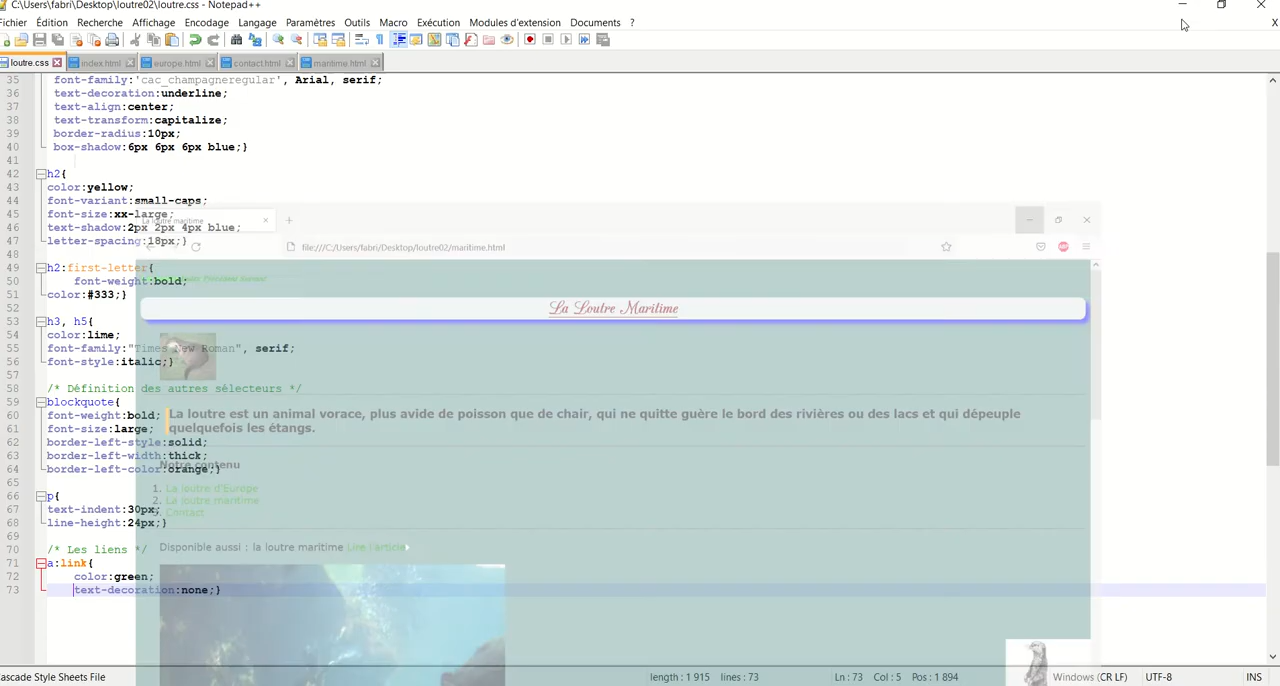 C:\Users\fabri\Desktop\loutre02\loutre.css - Notepad++
ichier Édition Recherche Affichage Encodage Langage Paramètres Outils Macro Exécution Modules d'extension Documents ? X
loutre.css index.html europe.html contact.html maritime.html
35 font-family:'cac_champagneregular', Arial, serif;
36 text-decoration:underline;
37 text-align:center;
38 text-transform:capitalize;
39 border-radius:10px;
40 box-shadow:6px 6px 6px blue;}
41
42 h2{
43 color:yellow;
44 font-variant:small-caps;
45 font-size:xx-large;
La loutre maritime
46 text-shadow:2px 2px 4px blue;
47 letter-spacing:18px;}
file:///C:/Users/fabri/Desktop/loutre02/maritime.html
48
49 h2:first-letter{
50 font-weight:bold;
Précédent Suivant
51 color:#333;}
52
La Loutre Maritime
53 h3, h5{
54 color:lime;
55 font-family:"Times New Roman", serif;
56 font-style:italic;}
57
58 /* Définition des autres sélecteurs */
59 blockquote{
60 font-weight:bold;
La loutre est un animal vorace, plus avide de poisson que de chair, qui ne quitte guère le bord des rivières ou des lacs et qui dépeuple
61 font-size:large;
quelquefois les étangs.
62 border-left-style:solid;
63 border-left-width:thick;
Notre contenu
64 border-left-color:orange;}
65
1. La loutre d'Europe
66 p{
2. La loutre maritime
67 text-indent:30px;
Contact
68 line-height:24px;}
69
70 /* Les liens */
Disponible aussi : la loutre maritime Lire l'article
71 a:link{
72 color:green;
73 text-decoration:none;}
ascade Style Sheets File length : 1 915 lines : 73 Ln : 73 Col : 5 Pos : 1 894 Windows (CR LF) UTF-8 INS